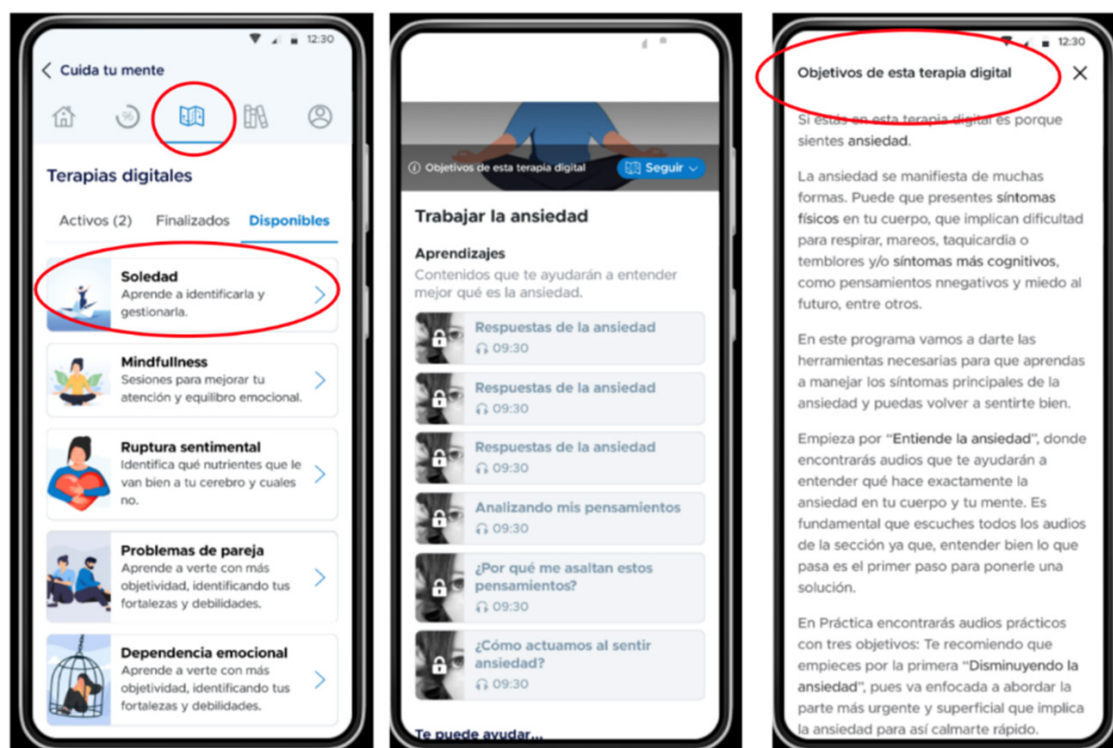 12:30
Cuida tu mente
96
Terapias digitales
Activos (2) Finalizados Disponibles
Soledad
Aprende a identificarla y
gestionarla.
Mindfullness
Sesiones para mejorar tu
atención y equilibrio emocional.
Ruptura sentimental
Identifica qué nutrientes que le
van bien a tu cerebro y cuales
no.
Problemas de pareja
Aprende a verte con más
objetividad, identificando tus
fortalezas y debilidades.
Dependencia emocional
Aprende a verte con más
objetividad, identificando tus
fortalezas y debilidades.
Objetivos de esta terapia digital Seguir
Trabajar la ansiedad
Aprendizajes
Contenidos que te ayudarán a entender
mejor qué es la ansiedad.
Respuestas de la ansiedad
09:30
Respuestas de la ansiedad
09:30
Respuestas de la ansiedad
09:30
Analizando mis pensamientos
09:30
¿Por qué me asaltan estos
pensamientos?
09:30
¿Cómo actuamos al sentir
ansiedad?
09:30
Te puede ayudar...
12:30
Objetivos de esta terapia digital
Si estás en esta terapia digital es porque
sientes ansiedad.
La ansiedad se manifiesta de muchas
formas. Puede que presentes síntomas
físicos en tu cuerpo, que implican dificultad
para respirar, mareos, taquicardia o
temblores y/o síntomas más cognitivos,
como pensamientos nnegativos y miedo al
futuro, entre otros.
En este programa vamos a darte las
herramientas necesarias para que aprendas
a manejar los síntomas principales de la
ansiedad y puedas volver a sentirte bien.
Empieza por “Entiende la ansiedad”, donde
encontrarás audios que te ayudarán a
entender qué hace exactamente la
ansiedad en tu cuerpo y tu mente. Es
fundamental que escuches todos los audios
de la sección ya que, entender bien lo que
pasa es el primer paso para ponerle una
solución.
En Práctica encontrarás audios prácticos
con tres objetivos: Te recomiendo que
empieces por la primera “Disminuyendo la
ansiedad”, pues va enfocada a abordar la
parte más urgente y superficial que implica
la ansiedad para así calmarte rápido.